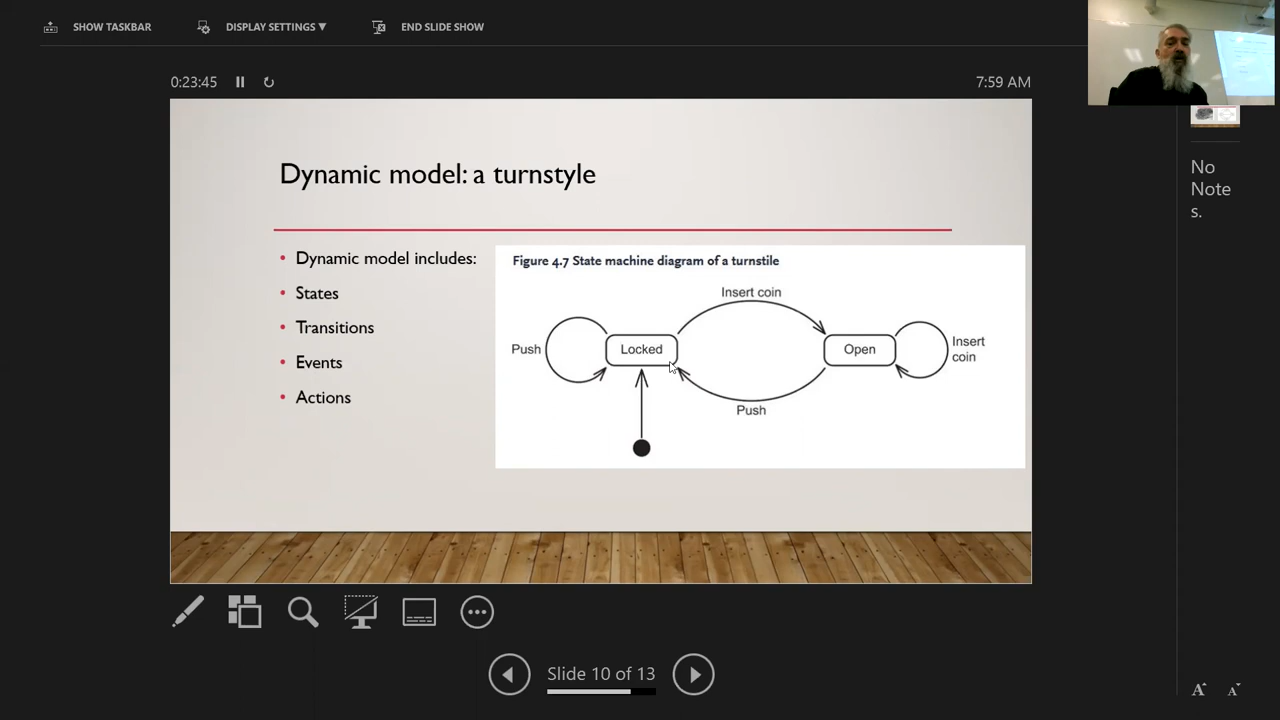 SHOW TASKBAR
DISPLAY SETTINGS ▼
END SLIDE SHOW
0:23:45
7:59 AM
Dynamic model: a turnstyle
• Dynamic model includes:
• States
• Transitions
• Events
• Actions
Figure 4.7 State machine diagram of a turnstile
Insert coin
Push
Locked
Open
Insert
coin
Push
No
Note
s.
Slide 10 of 13
A
A